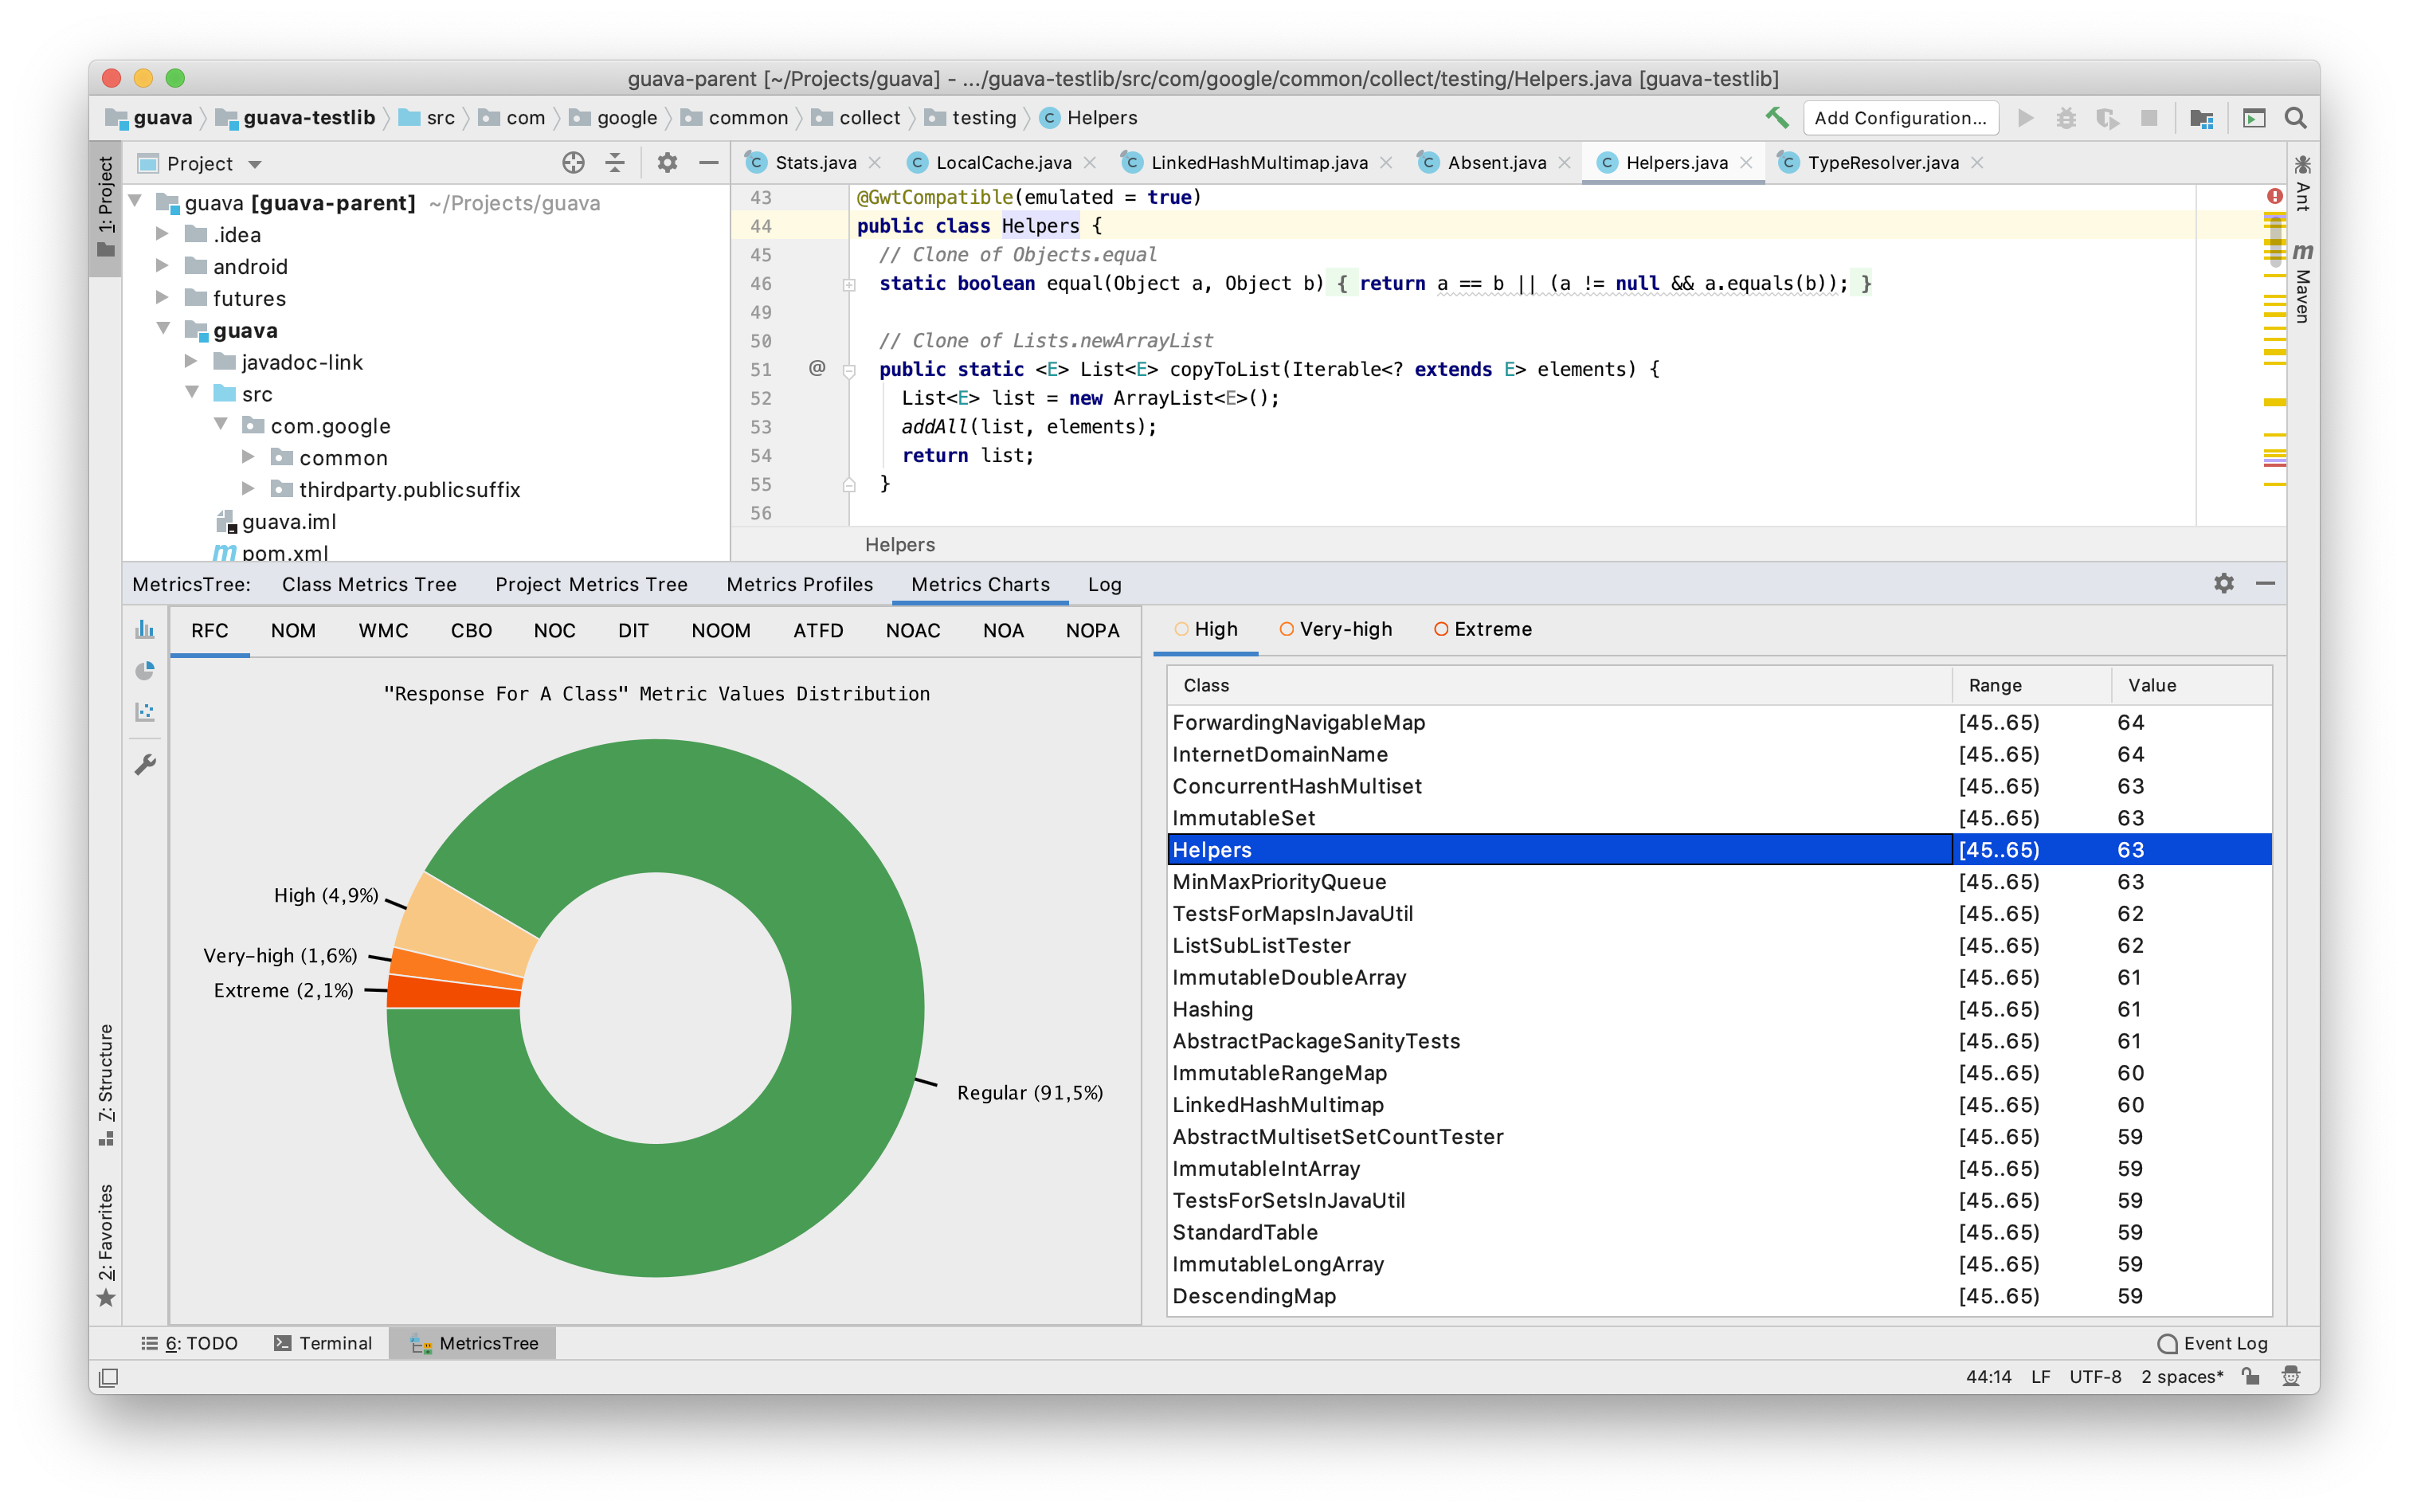 guava-parent [~/Projects/guava] - .../guava-testlib/src/com/google/common/collect/testing/Helpers.java [guava-testlib]
guava guava-testlib src com google common collect testing Helpers
Add Configuration...
1: Project
Project
Stats.java LocalCache.java LinkedHashMultimap.java Absent.java Helpers.java TypeResolver.java
guava [guava-parent] ~/Projects/guava
.idea
android
futures
guava
javadoc-link
src
com.google
common
thirdparty.publicsuffix
guava.iml
pom.xml
43 @GwtCompatible(emulated = true)
44 public class Helpers {
45 // Clone of Objects.equal
46 static boolean equal(Object a, Object b) { return a == b || (a != null && a.equals(b)); }
49
50 // Clone of Lists.newArrayList
51 @ public static <E> List<E> copyToList(Iterable<? extends E> elements) {
52 List<E> list = new ArrayList<E>();
53 addAll(list, elements);
54 return list;
55 }
56
Helpers
Ant
Maven
MetricsTree: Class Metrics Tree Project Metrics Tree Metrics Profiles Metrics Charts Log
RFC NOM WMC CBO NOC DIT NOOM ATFD NOAC NOA NOPA
"Response For A Class" Metric Values Distribution
High (4,9%)
Very-high (1,6%)
Extreme (2,1%)
Regular (91,5%)
High Very-high Extreme
Class Range Value
ForwardingNavigableMap [45..65) 64
InternetDomainName [45..65) 64
ConcurrentHashMultiset [45..65) 63
ImmutableSet [45..65) 63
Helpers [45..65) 63
MinMaxPriorityQueue [45..65) 63
TestsForMapsInJavaUtil [45..65) 62
ListSubListTester [45..65) 62
ImmutableDoubleArray [45..65) 61
Hashing [45..65) 61
AbstractPackageSanityTests [45..65) 61
ImmutableRangeMap [45..65) 60
LinkedHashMultimap [45..65) 60
AbstractMultisetSetCountTester [45..65) 59
ImmutableIntArray [45..65) 59
TestsForSetsInJavaUtil [45..65) 59
StandardTable [45..65) 59
ImmutableLongArray [45..65) 59
DescendingMap [45..65) 59
7: Structure
2: Favorites
6: TODO Terminal MetricsTree Event Log
44:14 LF UTF-8 2 spaces*